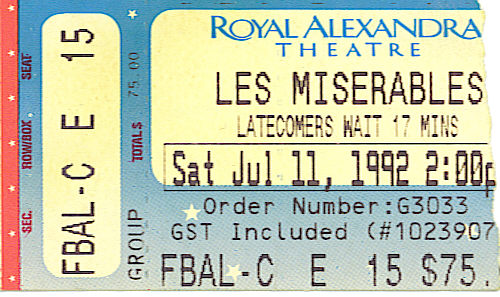 ROYAL ALEXANDRA
THEATRE
LES MISERABLES
LATECOMERS WAIT 17 MINS
Sat Jul 11, 1992 2:00p
Order Number:G3033
GST Included (#1023907
FBAL-C E 15 $75.
SEC. ROW/BOX. SEAT
FBAL-C E 15
TOTALS
GROUP 75.00